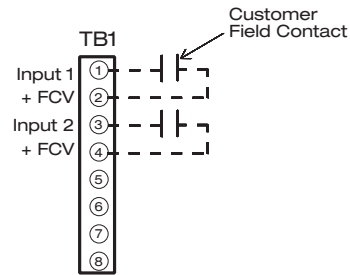 Customer
Field Contact
TB1
Input 1 1
+ FCV 2
Input 2 3
+ FCV 4
5
6
7
8